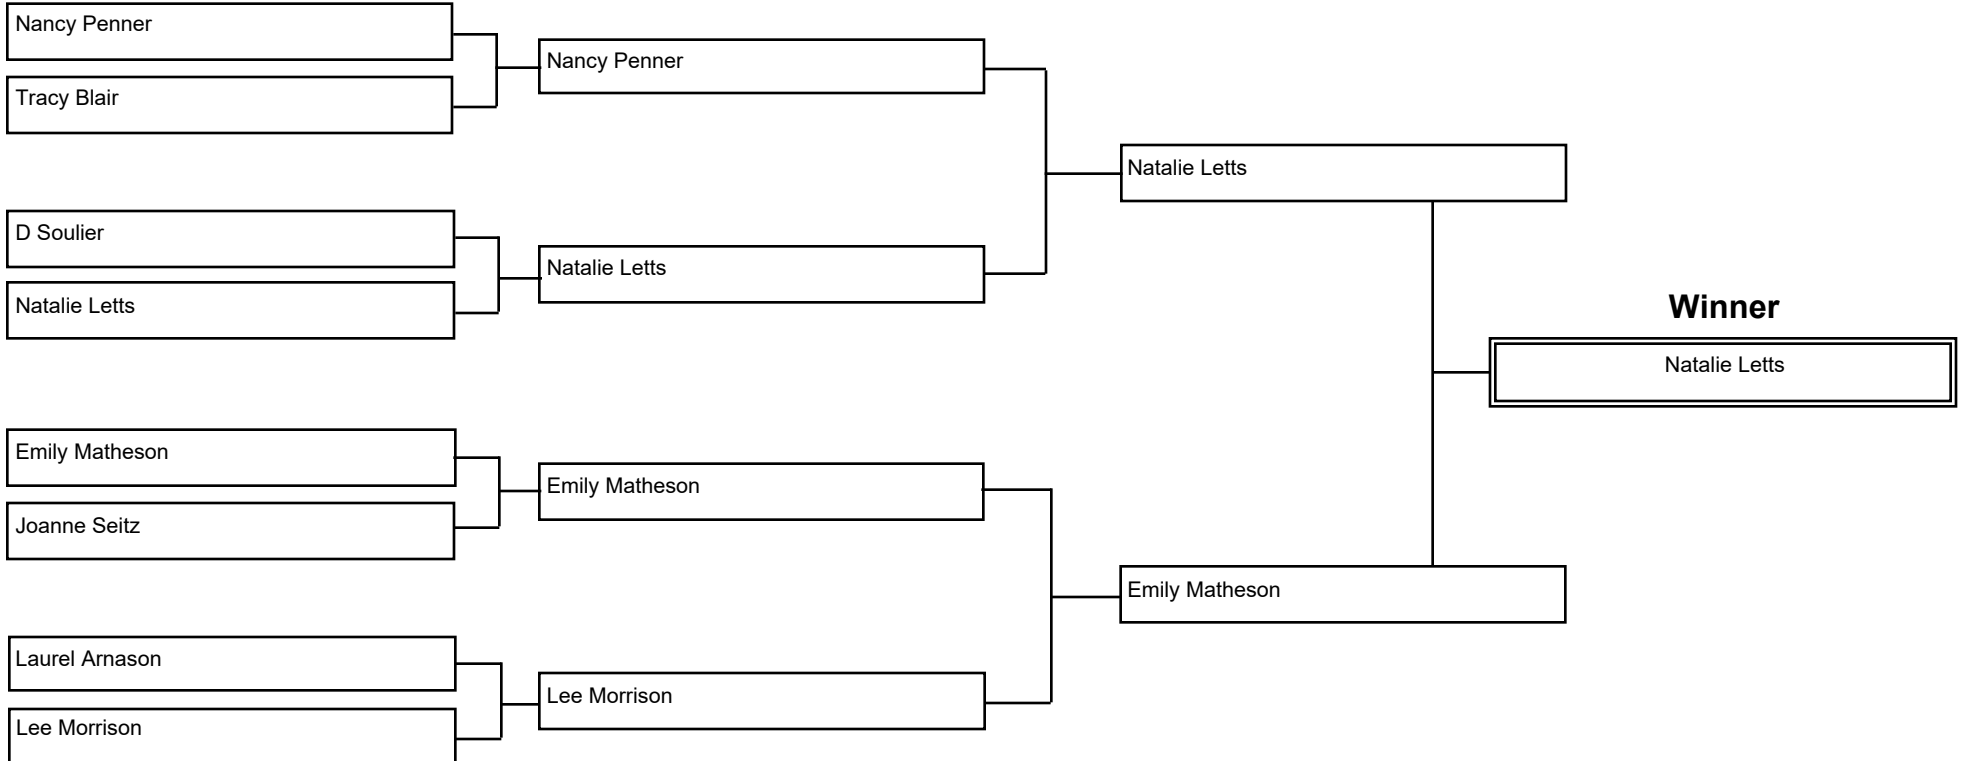 Nancy Penner
Tracy Blair
D Soulier
Natalie Letts
Emily Matheson
Joanne Seitz
Laurel Arnason
Lee Morrison
Nancy Penner
Natalie Letts
Emily Matheson
Lee Morrison
Natalie Letts
Emily Matheson
Winner
Natalie Letts